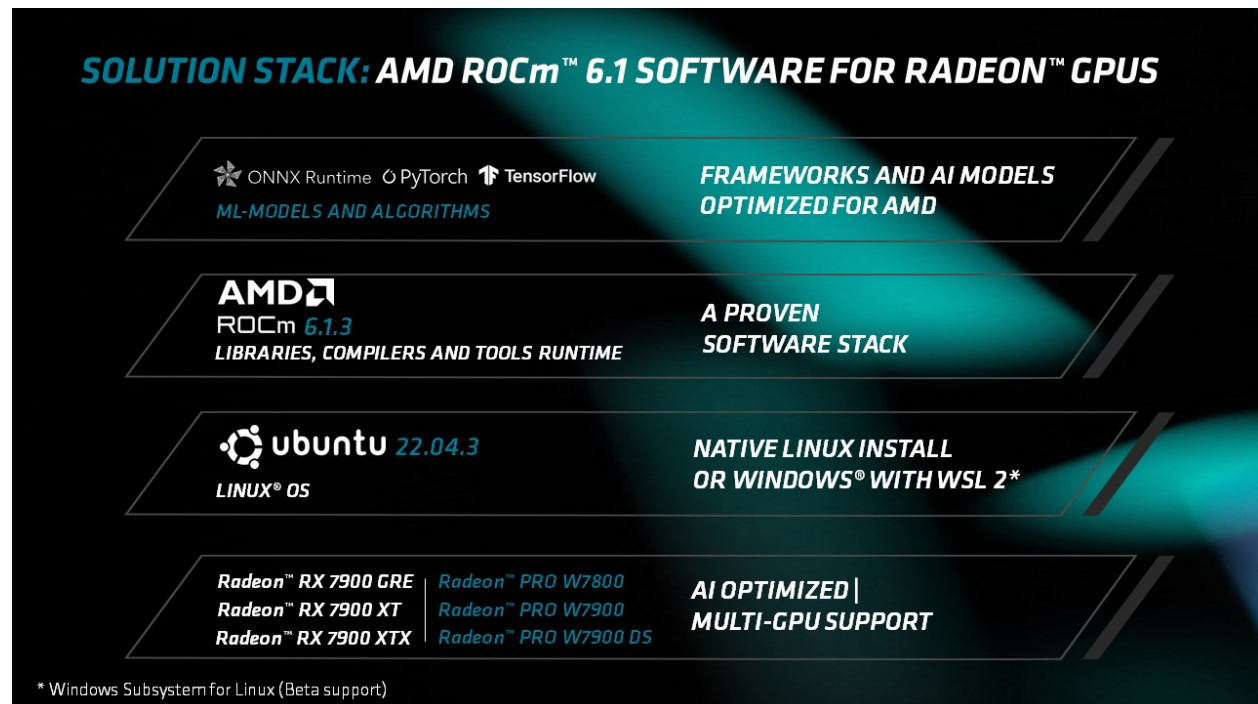 SOLUTION STACK: AMD ROCm™ 6.1 SOFTWARE FOR RADEON™ GPUS
ONNX Runtime PyTorch TensorFlow
ML-MODELS AND ALGORITHMS
FRAMEWORKS AND AI MODELS
OPTIMIZED FOR AMD
AMD
ROCm 6.1.3
LIBRARIES, COMPILERS AND TOOLS RUNTIME
A PROVEN
SOFTWARE STACK
ubuntu 22.04.3
LINUX® OS
NATIVE LINUX INSTALL
OR WINDOWS® WITH WSL 2*
Radeon™ RX 7900 GRE
Radeon™ RX 7900 XT
Radeon™ RX 7900 XTX
Radeon™ PRO W7800
Radeon™ PRO W7900
Radeon™ PRO W7900 DS
AI OPTIMIZED |
MULTI-GPU SUPPORT
* Windows Subsystem for Linux (Beta support)